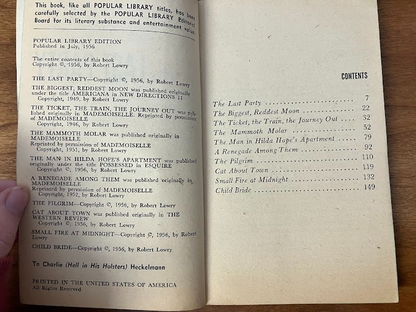 This book, like all POPULAR LIBRARY titles, has been
carefully selected by the POPULAR LIBRARY Editorial
Board for its literary substance and entertainment value.
POPULAR LIBRARY EDITION
Published in July, 1956
The entire contents of this book
Copyright ©, 1956, by Robert Lowry
THE LAST PARTY—Copyright ©, 1956, by Robert Lowry
THE BIGGEST, REDDEST MOON was published originally
under the title AMERICANA in NEW DIRECTIONS 11
Copyright, 1949, by Robert Lowry
THE TICKET, THE TRAIN, THE JOURNEY OUT was published
originally in MADEMOISELLE. Reprinted by permission
of MADEMOISELLE
Copyright, 1946, by Robert Lowry
THE MAMMOTH MOLAR was published originally in
MADEMOISELLE
Reprinted by permission of MADEMOISELLE
Copyright, 1951, by Robert Lowry
THE MAN IN HILDA HOPE'S APARTMENT was published
originally under the title POSSESSED in ESQUIRE
Copyright ©, 1956, by Robert Lowry
A RENEGADE AMONG THEM was published originally in
MADEMOISELLE
Reprinted by permission of MADEMOISELLE
Copyright, 1952, by Robert Lowry
THE PILGRIM—Copyright ©, 1956, by Robert Lowry
CAT ABOUT TOWN was published originally in THE
WESTERN REVIEW
Copyright ©, 1956, by Robert Lowry
SMALL FIRE AT MIDNIGHT—Copyright ©, 1956, by Robert
Lowry
CHILD BRIDE—Copyright ©, 1956, by Robert Lowry
To Charlie (Hell in His Holsters) Heckelmann
PRINTED IN THE UNITED STATES OF AMERICA
All Rights Reserved
CONTENTS
The Last Party 7
The Biggest, Reddest Moon 22
The Ticket, the Train, the Journey Out 32
The Mammoth Molar 52
The Man in Hilda Hope's Apartment 79
A Renegade Among Them 92
The Pilgrim 110
Cat About Town 119
Small Fire at Midnight 132
Child Bride 149